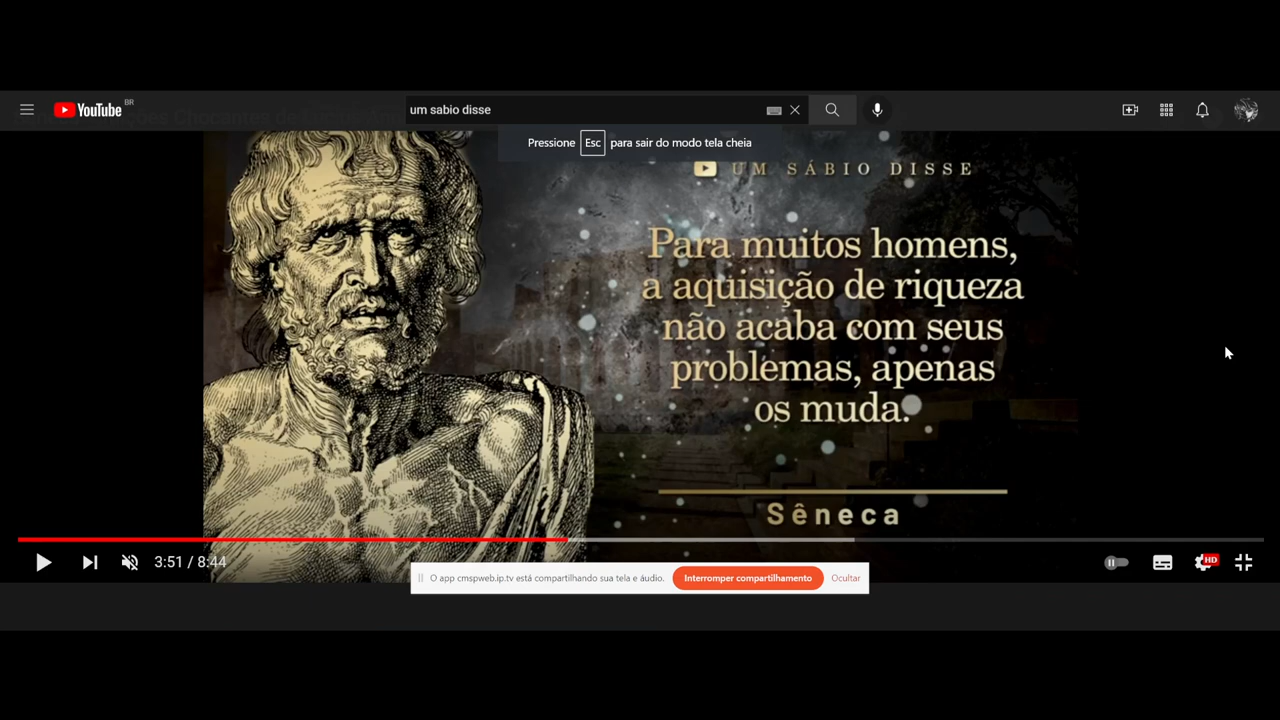 YouTube BR
um sabio disse
Pressione Esc para sair do modo tela cheia
UM SÁBIO DISSE
Para muitos homens,
a aquisição de riqueza
não acaba com seus
problemas, apenas
os muda.
Sêneca
3:51 / 8:44
HD
O app cmspweb.ip.tv está compartilhando sua tela e áudio.
Interromper compartilhamento
Ocultar